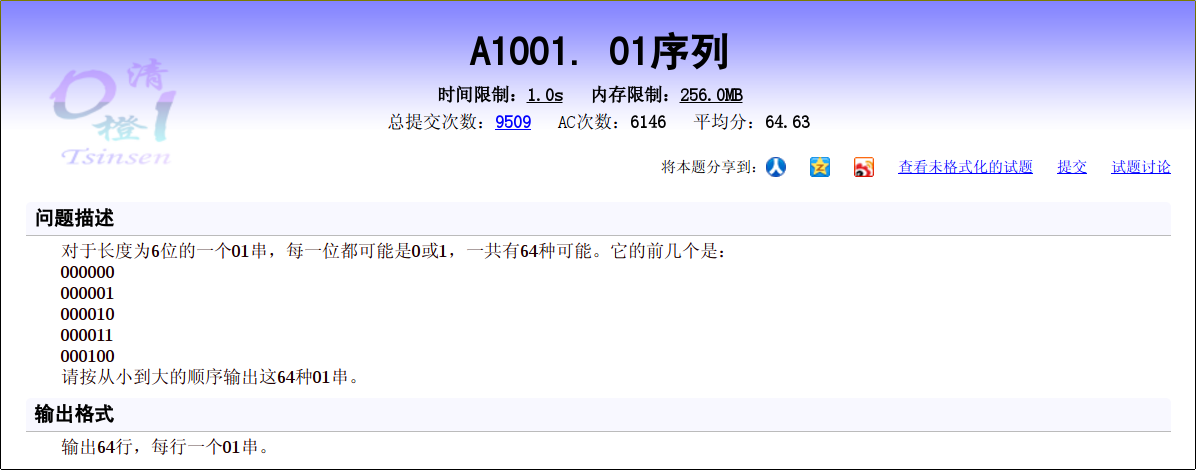 A1001. 01序列
时间限制：1.0s 内存限制：256.0MB
总提交次数：9509 AC次数：6146 平均分：64.63
清
橙
Tsinsen
将本题分享到： 查看未格式化的试题 提交 试题讨论
问题描述
对于长度为6位的一个01串，每一位都可能是0或1，一共有64种可能。它的前几个是：
000000
000001
000010
000011
000100
请按从小到大的顺序输出这64种01串。
输出格式
输出64行，每行一个01串。